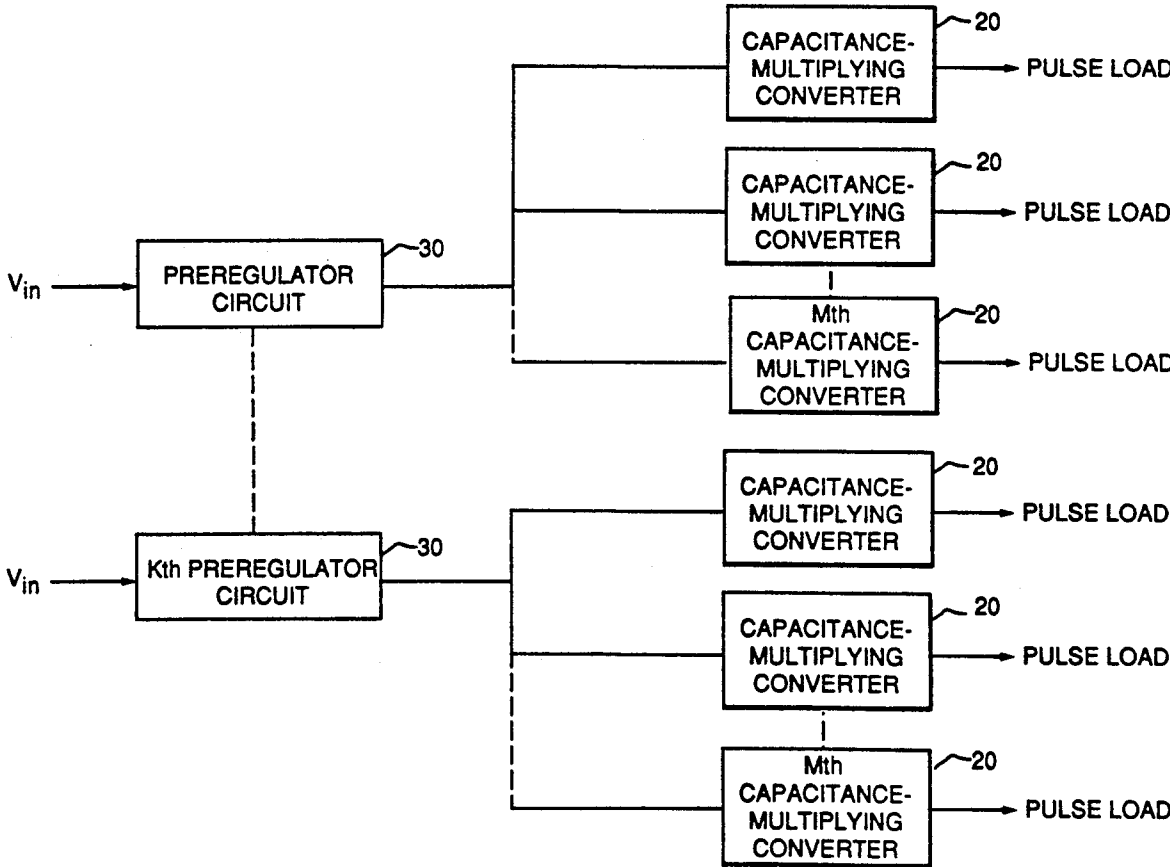 20
CAPACITANCE-
MULTIPLYING
CONVERTER
PULSE LOAD
20
CAPACITANCE-
MULTIPLYING
CONVERTER
PULSE LOAD
30
Vin
PREREGULATOR
CIRCUIT
20
Mth
CAPACITANCE-
MULTIPLYING
CONVERTER
PULSE LOAD
20
CAPACITANCE-
MULTIPLYING
CONVERTER
PULSE LOAD
30
Vin
Kth PREREGULATOR
CIRCUIT
20
CAPACITANCE-
MULTIPLYING
CONVERTER
PULSE LOAD
20
Mth
CAPACITANCE-
MULTIPLYING
CONVERTER
PULSE LOAD